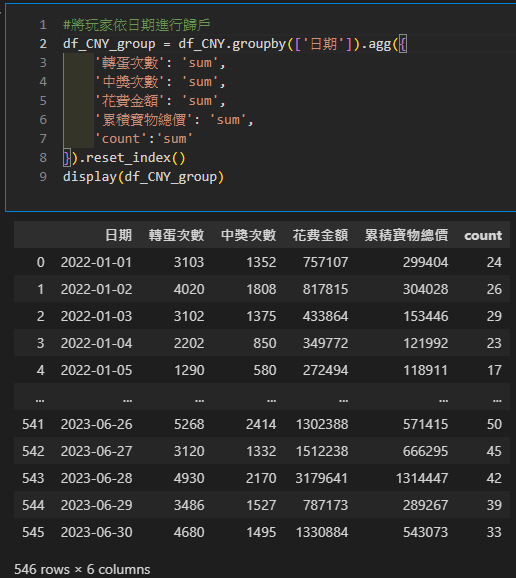 1 #將玩家依日期進行歸戶
2 df_CNY_group = df_CNY.groupby(['日期']).agg({
3 '轉蛋次數': 'sum',
4 '中獎次數': 'sum',
5 '花費金額': 'sum',
6 '累積寶物總價': 'sum',
7 'count':'sum'
8 }).reset_index()
9 display(df_CNY_group)
日期 轉蛋次數 中獎次數 花費金額 累積寶物總價 count
0 2022-01-01 3103 1352 757107 299404 24
1 2022-01-02 4020 1808 817815 304028 26
2 2022-01-03 3102 1375 433864 153446 29
3 2022-01-04 2202 850 349772 121992 23
4 2022-01-05 1290 580 272494 118911 17
... ... ... ... ... ... ...
541 2023-06-26 5268 2414 1302388 571415 50
542 2023-06-27 3120 1332 1512238 666295 45
543 2023-06-28 4930 2170 3179641 1314447 42
544 2023-06-29 3486 1527 787173 289267 39
545 2023-06-30 4680 1495 1330884 543073 33
546 rows × 6 columns